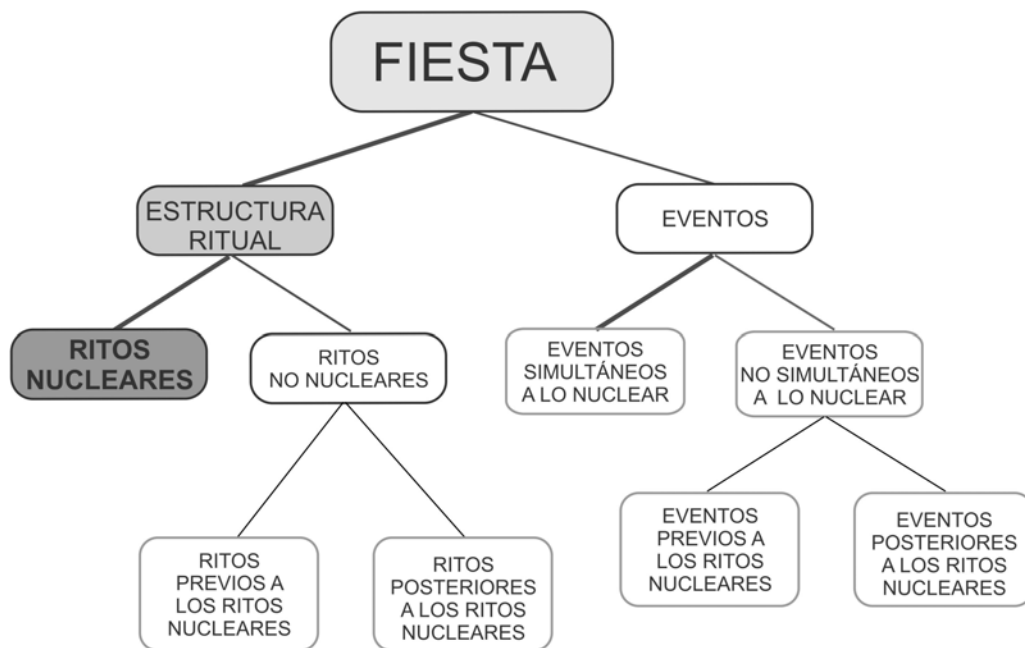 FIESTA
ESTRUCTURA
RITUAL
EVENTOS
RITOS
NUCLEARES
RITOS
NO NUCLEARES
EVENTOS
SIMULTÁNEOS
A LO NUCLEAR
EVENTOS
NO SIMULTÁNEOS
A LO NUCLEAR
RITOS
PREVIOS A
LOS RITOS
NUCLEARES
RITOS
POSTERIORES
A LOS RITOS
NUCLEARES
EVENTOS
PREVIOS A
LOS RITOS
NUCLEARES
EVENTOS
POSTERIORES
A LOS RITOS
NUCLEARES